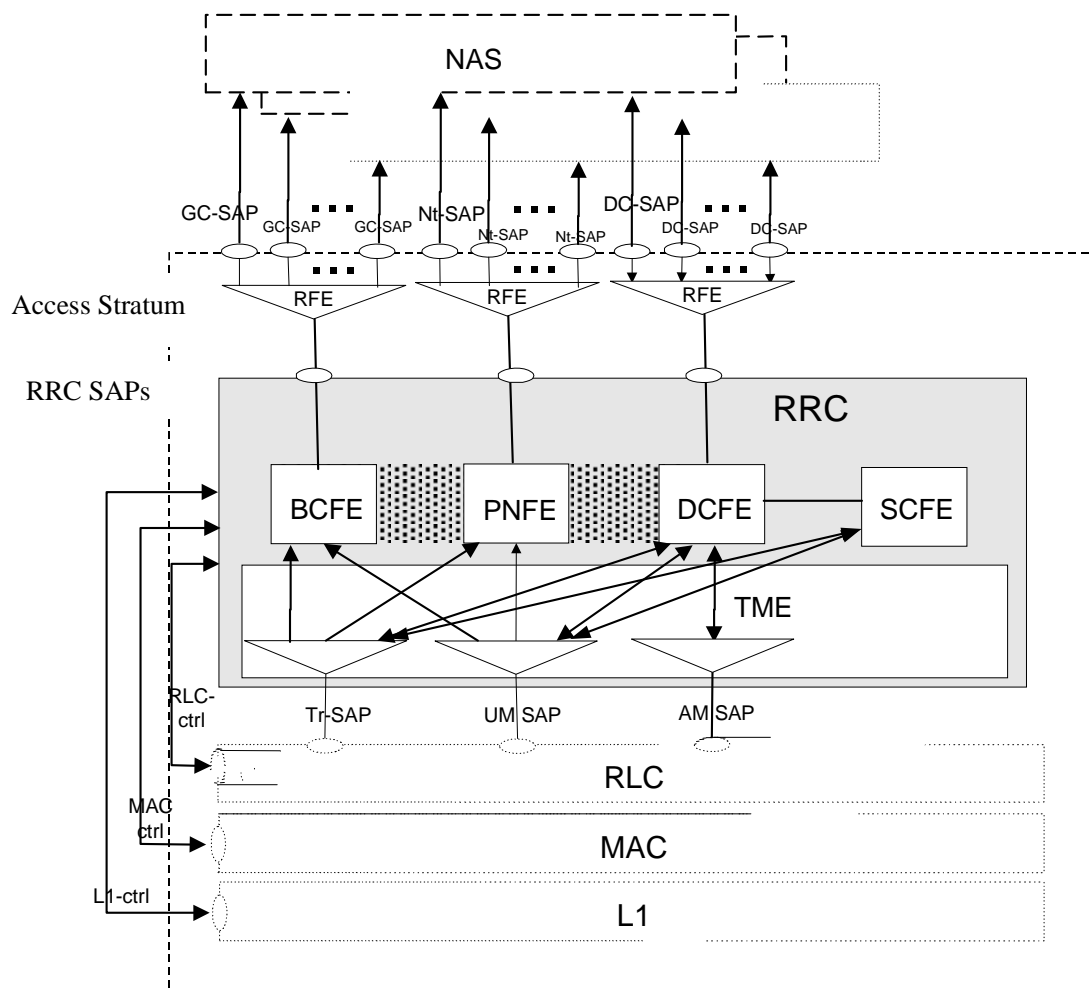 NAS
GC-SAP
GC-SAP
GC-SAP
Nt-SAP
Nt-SAP
Nt-SAP
DC-SAP
DC-SAP
DC-SAP
RFE
RFE
RFE
Access Stratum
RRC SAPs
RRC
BCFE
PNFE
DCFE
SCFE
TME
RLC-
ctrl
Tr-SAP
UM SAP
AM SAP
RLC
MAC
ctrl
MAC
L1-ctrl
L1